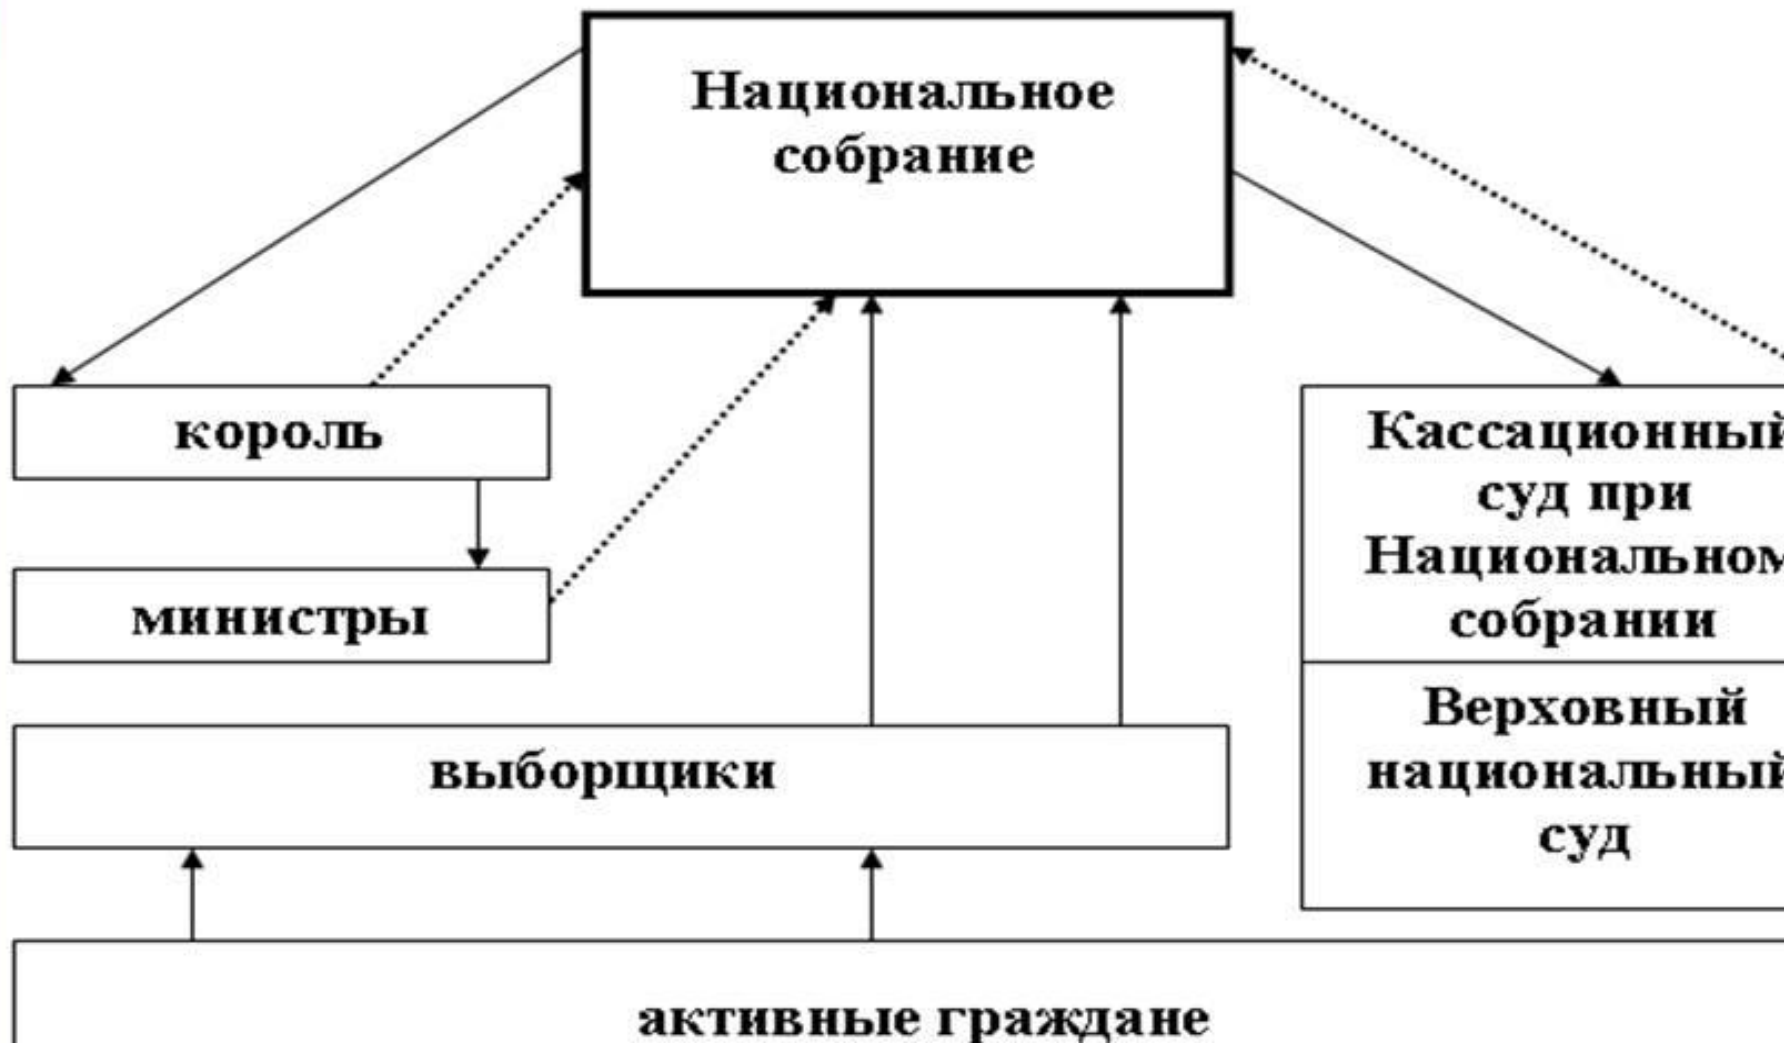 Национальное
собрание
король
министры
выборщики
Кассационный
суд при
Национальном
собрании
Верховный
национальный
суд
активные граждане